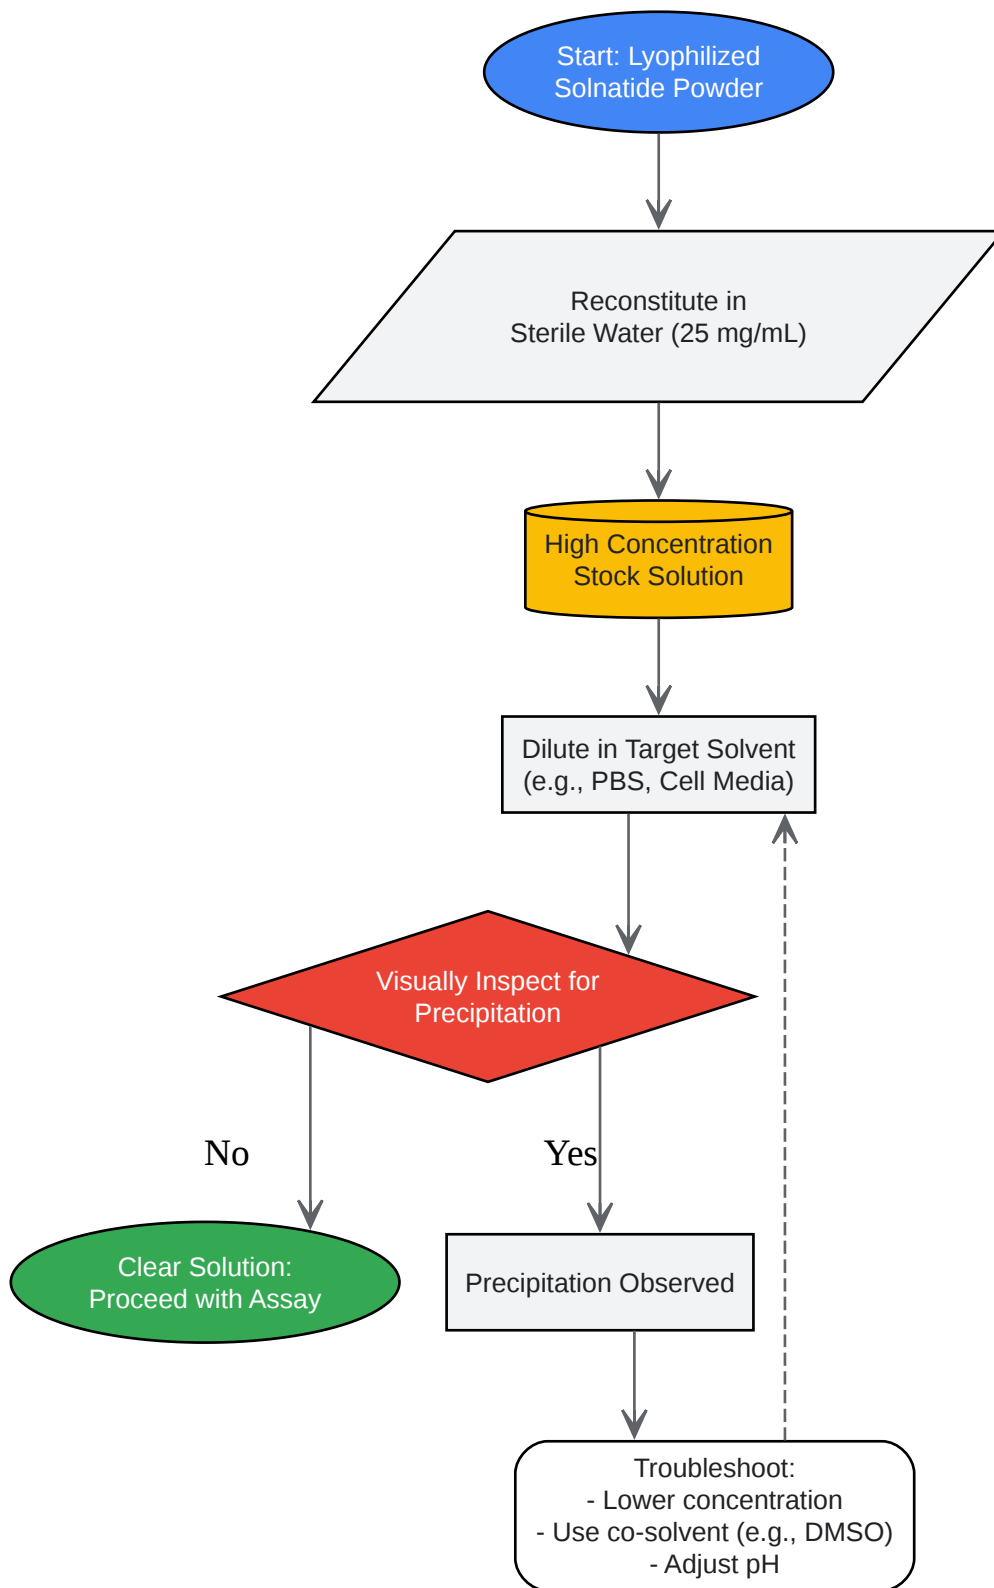 Start: Lyophilized
Solnatide Powder
Reconstitute in
Sterile Water (25 mg/mL)
High Concentration
Stock Solution
Dilute in Target Solvent
(e.g., PBS, Cell Media)
Visually Inspect for
Precipitation
No
Yes
Clear Solution:
Proceed with Assay
Precipitation Observed
Troubleshoot:
- Lower concentration
- Use co-solvent (e.g., DMSO)
- Adjust pH